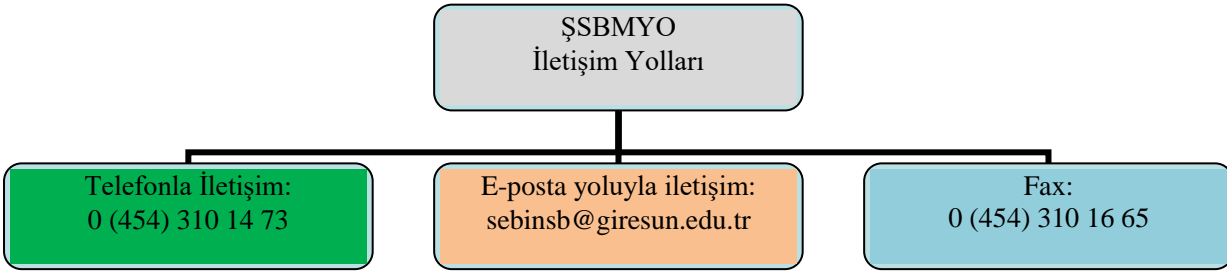 ŞSBMYO
İletişim Yolları
Telefonla İletişim:
0 (454) 310 14 73
E-posta yoluyla iletişim:
sebinsb@giresun.edu.tr
Fax:
0 (454) 310 16 65